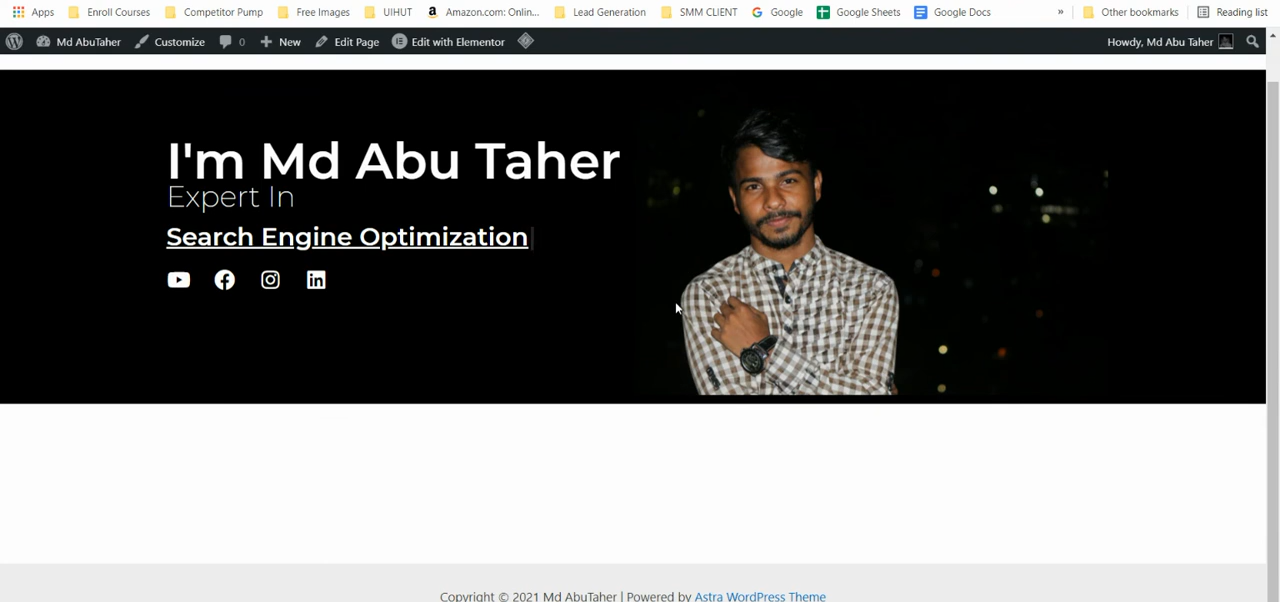 Apps Enroll Courses Competitor Pump Free Images UIHUT Amazon.com: Onlin... Lead Generation SMM CLIENT Google Google Sheets Google Docs » Other bookmarks Reading list
Md AbuTaher Customize 0 New Edit Page Edit with Elementor Howdy, Md Abu Taher
I'm Md Abu Taher
Expert In
Search Engine Optimization
Copyright © 2021 Md AbuTaher | Powered by Astra WordPress Theme